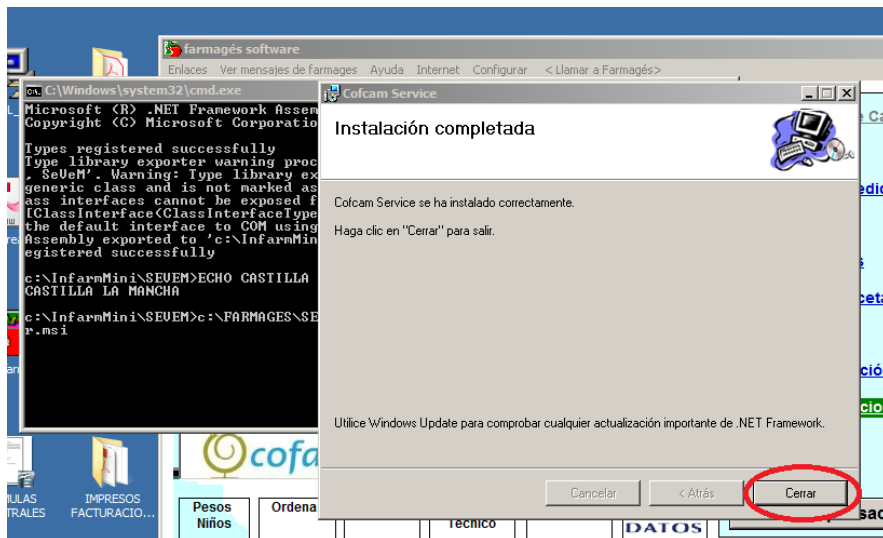 farmagés software
Enlaces Ver mensajes de farmages Ayuda Internet Configurar < Llamar a Farmagés>
C:\Windows\system32\cmd.exe
Microsoft (R) .NET Framework Assem
Copyright (C) Microsoft Corporatio
Types registered successfully
Type library exporter warning proc
, SeVeM'. Warning: Type library ex
generic class and is not marked as
ass interfaces cannot be exposed f
[ClassInterface(ClassInterfaceType
the default interface to COM using
Assembly exported to 'c:\InfarmMin
egistered successfully
c:\InfarmMini\SEVEM>ECHO CASTILLA
CASTILLA LA MANCHA
c:\InfarmMini\SEVEM>c:\FARMAGES\SE
r.msi
Cofcam Service
Instalación completada
Cofcam Service se ha instalado correctamente.
Haga clic en "Cerrar" para salir.
Utilice Windows Update para comprobar cualquier actualización importante de .NET Framework.
Cancelar < Atrás Cerrar
cofa
IMPRESOS
FACTURACIO...
Pesos
Niños
Ordena
Técnico
DATOS